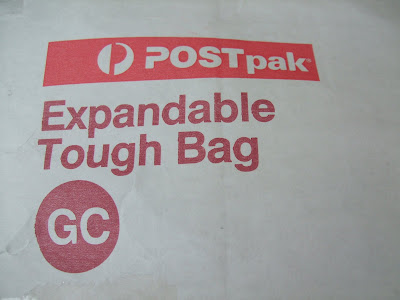 POSTpak®
Expandable
Tough Bag
GC